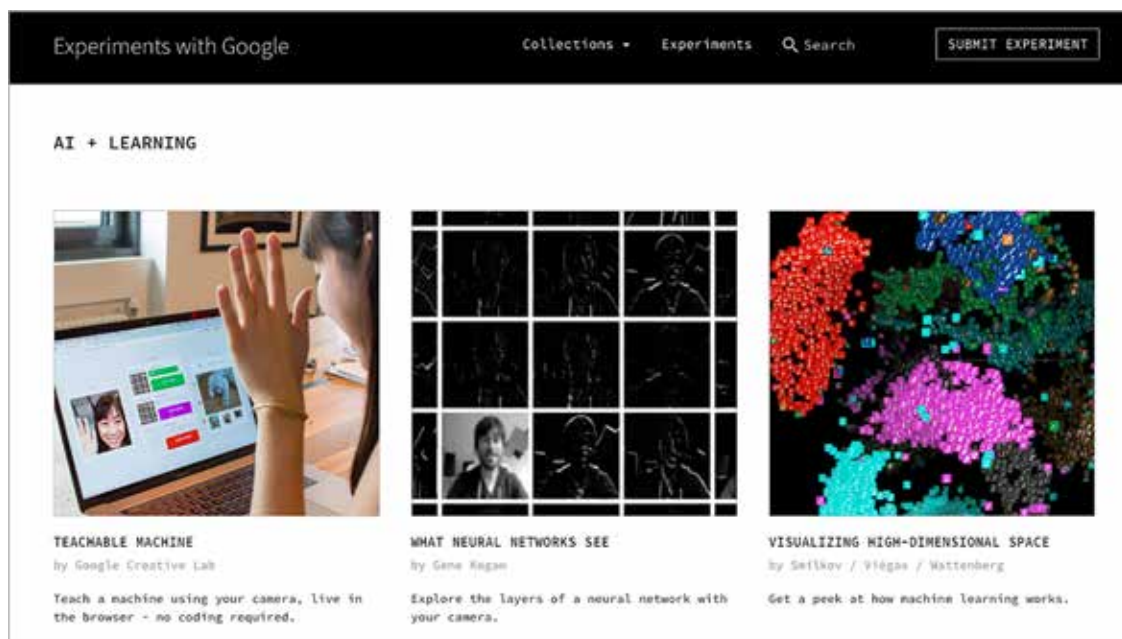 Experiments with Google
Collections
Experiments
Search
SUBMIT EXPERIMENT
AI + LEARNING
TEACHABLE MACHINE
by Google Creative Lab
Teach a machine using your camera, live in
the browser - no coding required.
WHAT NEURAL NETWORKS SEE
by Gene Kogan
Explore the layers of a neural network with
your camera.
VISUALIZING HIGH-DIMENSIONAL SPACE
by Smilkov / Viégas / Wattenberg
Get a peek at how machine learning works.